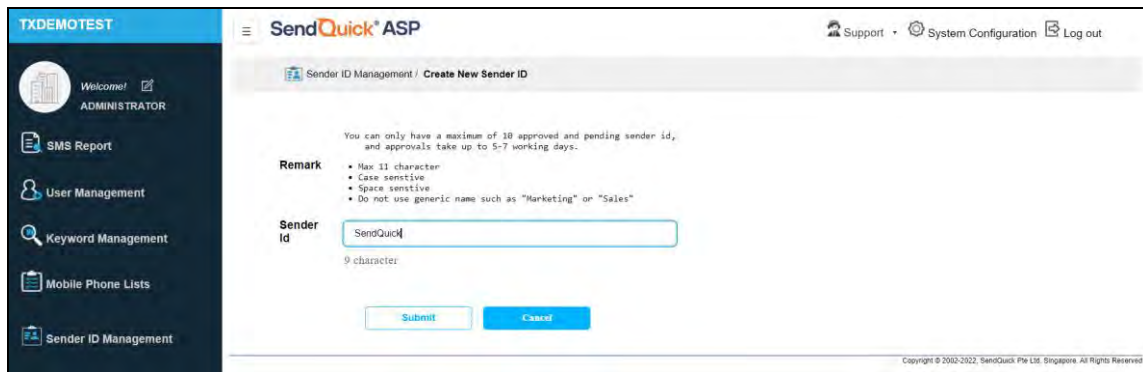 TXDEMOTEST
Welcome!
ADMINISTRATOR
SMS Report
User Management
Keyword Management
Mobile Phone Lists
Sender ID Management
SendQuick® ASP
Support
System Configuration
Log out
Sender ID Management / Create New Sender ID
You can only have a maximum of 10 approved and pending sender id,
and approvals take up to 5-7 working days.
Remark
• Max 11 character
• Case senstive
• Space senstive
• Do not use generic name such as "Marketing" or "Sales"
Sender
Id
SendQuick
9 character
Submit
Cancel
Copyright © 2002-2022, SendQuick Pte Ltd. Singapore. All Rights Reserved